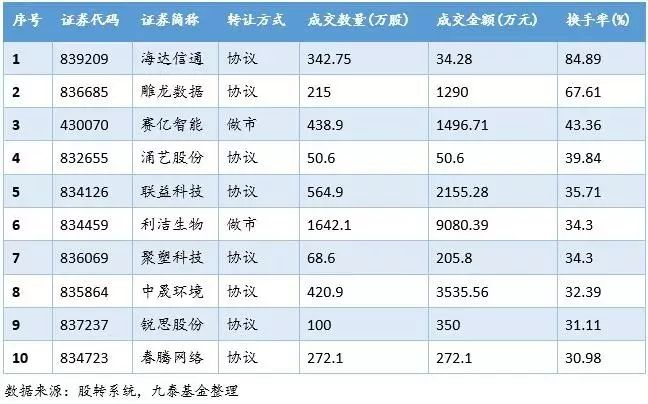 序号 证券代码 证券简称 转让方式 成交数量(万股) 成交金额(万元) 换手率(%)
1 839209 海达信通 协议 342.75 34.28 84.89
2 836685 雕龙数据 协议 215 1290 67.61
3 430070 赛亿智能 做市 438.9 1496.71 43.36
4 832655 涌艺股份 协议 50.6 50.6 39.84
5 834126 联益科技 协议 564.9 2155.28 35.71
6 834459 利洁生物 做市 1642.1 9080.39 34.3
7 836069 聚塑科技 协议 68.6 205.8 34.3
8 835864 中晟环境 协议 420.9 3535.56 32.39
9 837237 锐思股份 协议 100 350 31.11
10 834723 春腾网络 协议 272.1 272.1 30.98
数据来源：股转系统，九泰基金整理